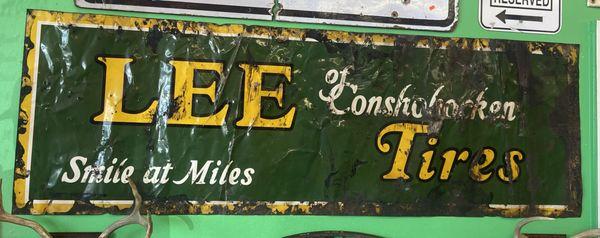 RESERVED
LEE of Conshohocken
Smile at Miles Tires